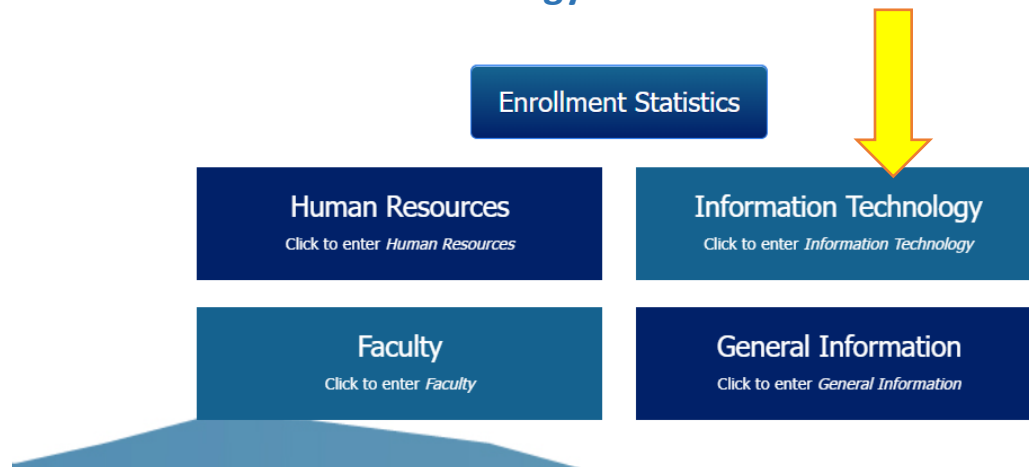 gy
Enrollment Statistics
Human Resources
Click to enter Human Resources
Information Technology
Click to enter Information Technology
Faculty
Click to enter Faculty
General Information
Click to enter General Information